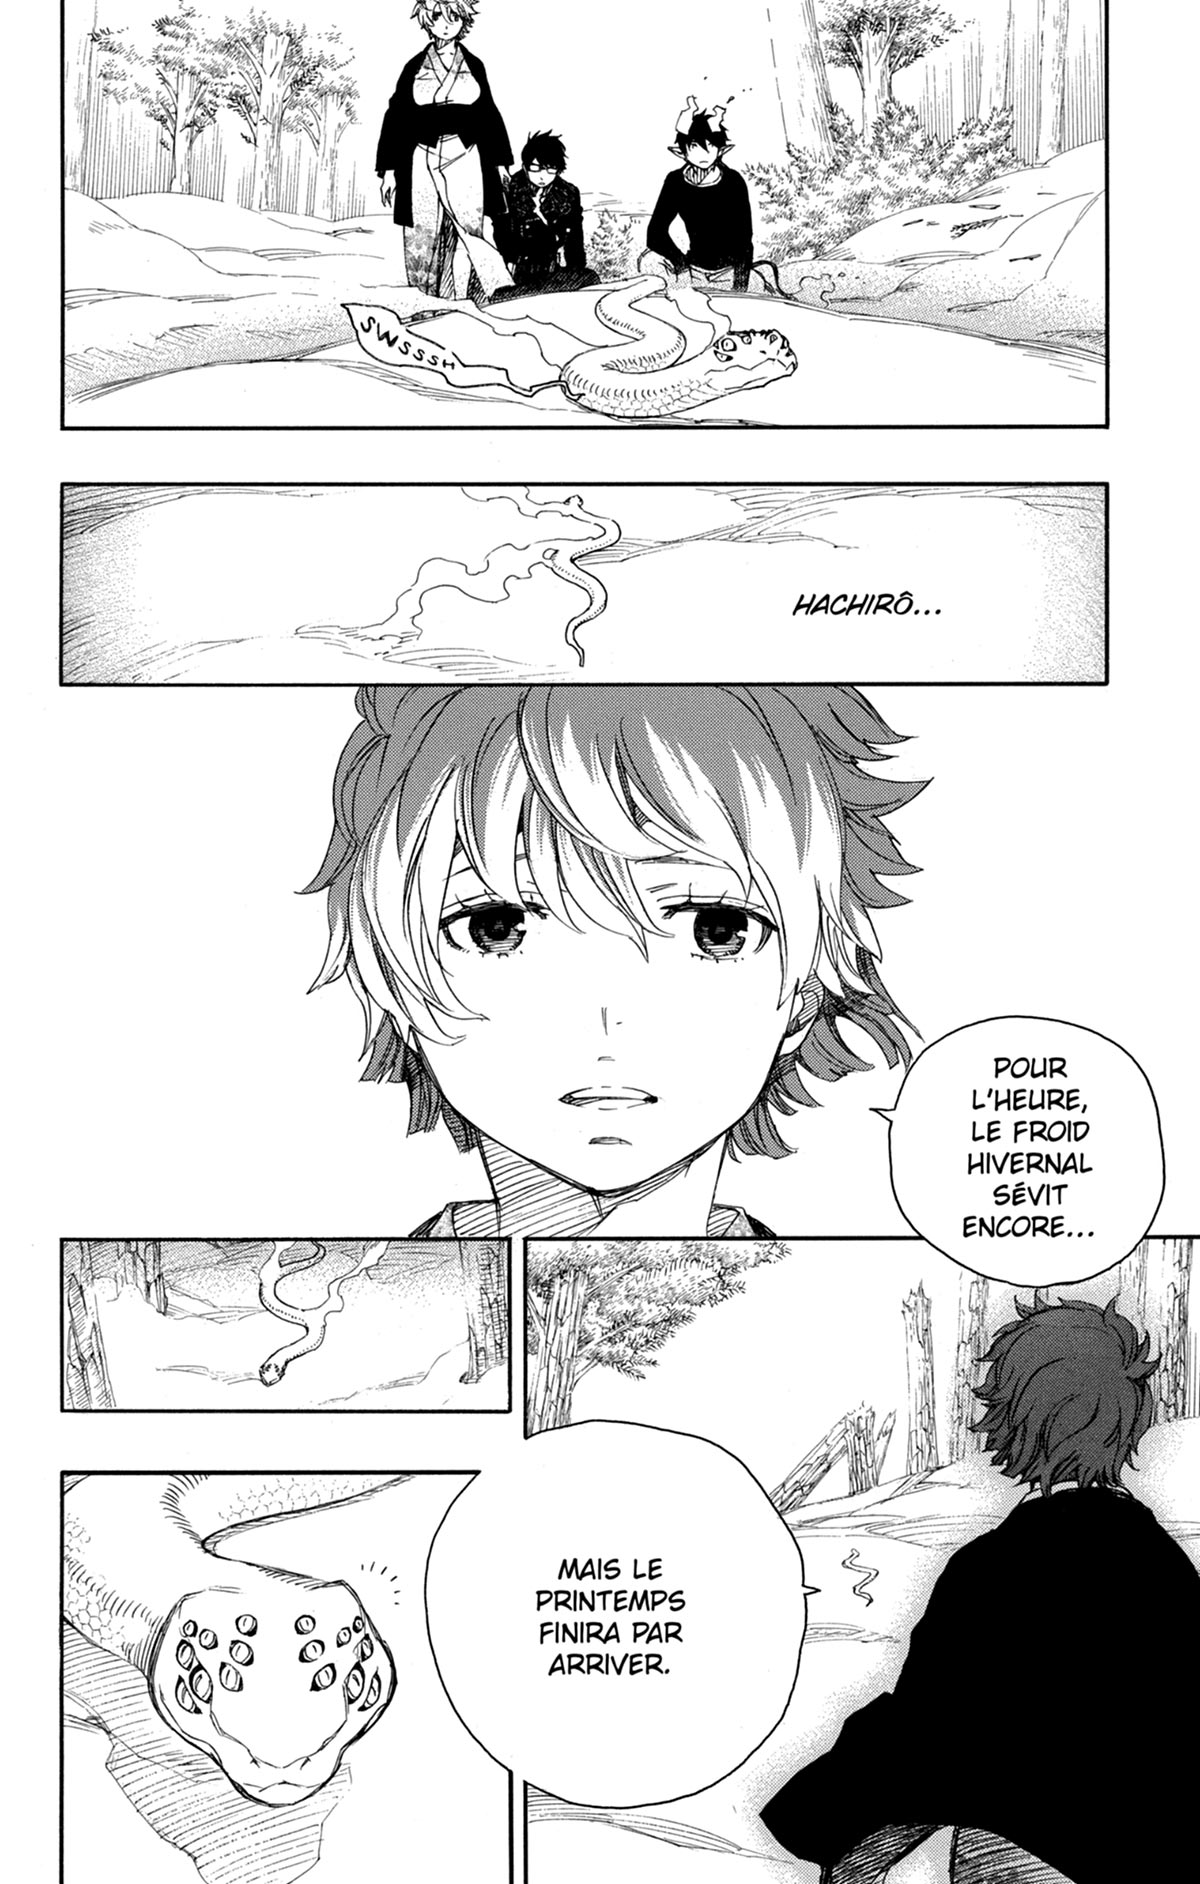 SWSSSH
HACHIRÔ...
POUR
L'HEURE,
LE FROID
HIVERNAL
SÉVIT
ENCORE...
MAIS LE
PRINTEMPS
FINIRA PAR
ARRIVER.